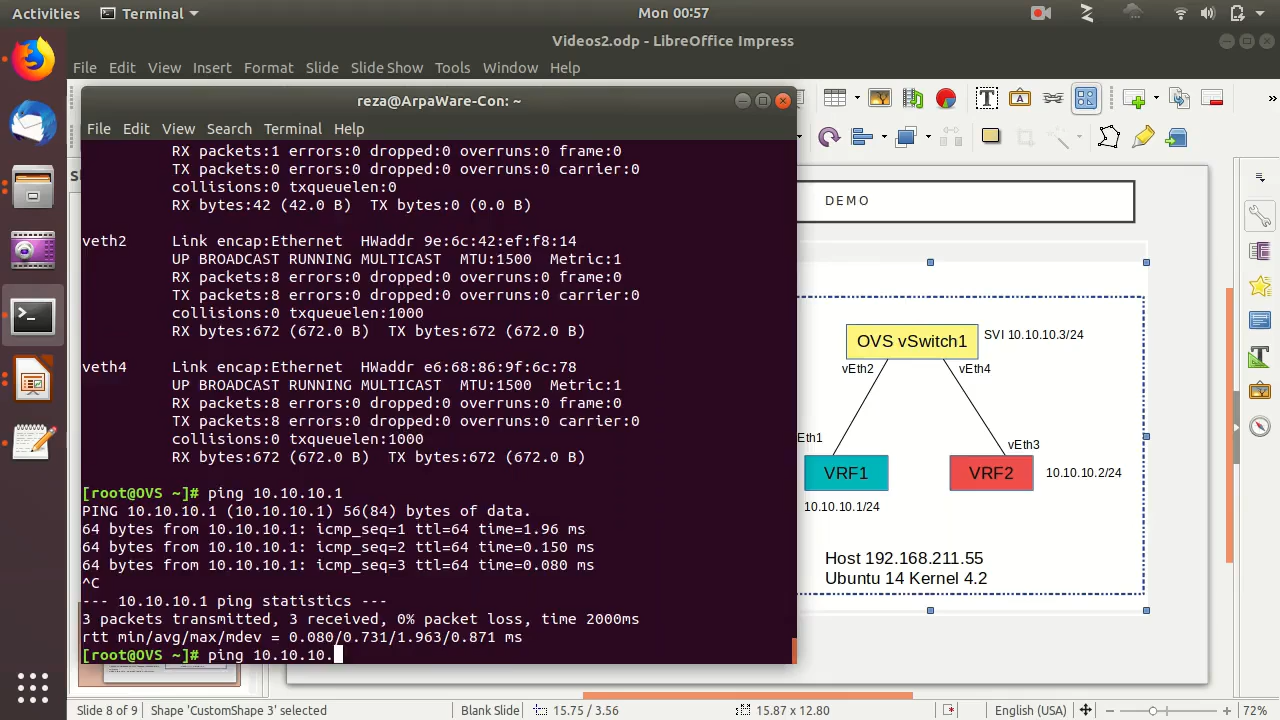 Activities
Terminal
Mon 00:57
Videos2.odp - LibreOffice Impress
File Edit View Insert Format Slide Slide Show Tools Window Help
reza@ArpaWare-Con: ~
File Edit View Search Terminal Help
RX packets:1 errors:0 dropped:0 overruns:0 frame:0
TX packets:0 errors:0 dropped:0 overruns:0 carrier:0
collisions:0 txqueuelen:0
RX bytes:42 (42.0 B)  TX bytes:0 (0.0 B)
veth2     Link encap:Ethernet  HWaddr 9e:6c:42:ef:f8:14
UP BROADCAST RUNNING MULTICAST  MTU:1500  Metric:1
RX packets:8 errors:0 dropped:0 overruns:0 frame:0
TX packets:8 errors:0 dropped:0 overruns:0 carrier:0
collisions:0 txqueuelen:1000
RX bytes:672 (672.0 B)  TX bytes:672 (672.0 B)
veth4     Link encap:Ethernet  HWaddr e6:68:86:9f:6c:78
UP BROADCAST RUNNING MULTICAST  MTU:1500  Metric:1
RX packets:8 errors:0 dropped:0 overruns:0 frame:0
TX packets:8 errors:0 dropped:0 overruns:0 carrier:0
collisions:0 txqueuelen:1000
RX bytes:672 (672.0 B)  TX bytes:672 (672.0 B)
[root@OVS ~]# ping 10.10.10.1
PING 10.10.10.1 (10.10.10.1) 56(84) bytes of data.
64 bytes from 10.10.10.1: icmp_seq=1 ttl=64 time=1.96 ms
64 bytes from 10.10.10.1: icmp_seq=2 ttl=64 time=0.150 ms
64 bytes from 10.10.10.1: icmp_seq=3 ttl=64 time=0.080 ms
^C
--- 10.10.10.1 ping statistics ---
3 packets transmitted, 3 received, 0% packet loss, time 2000ms
rtt min/avg/max/mdev = 0.080/0.731/1.963/0.871 ms
[root@OVS ~]# ping 10.10.10.
DEMO
OVS vSwitch1
SVI 10.10.10.3/24
vEth2
vEth4
Eth1
vEth3
VRF1
VRF2
10.10.10.2/24
10.10.10.1/24
Host 192.168.211.55
Ubuntu 14 Kernel 4.2
Slide 8 of 9
Shape 'CustomShape 3' selected
Blank Slide
15.75 / 3.56
15.87 x 12.80
English (USA)
72%